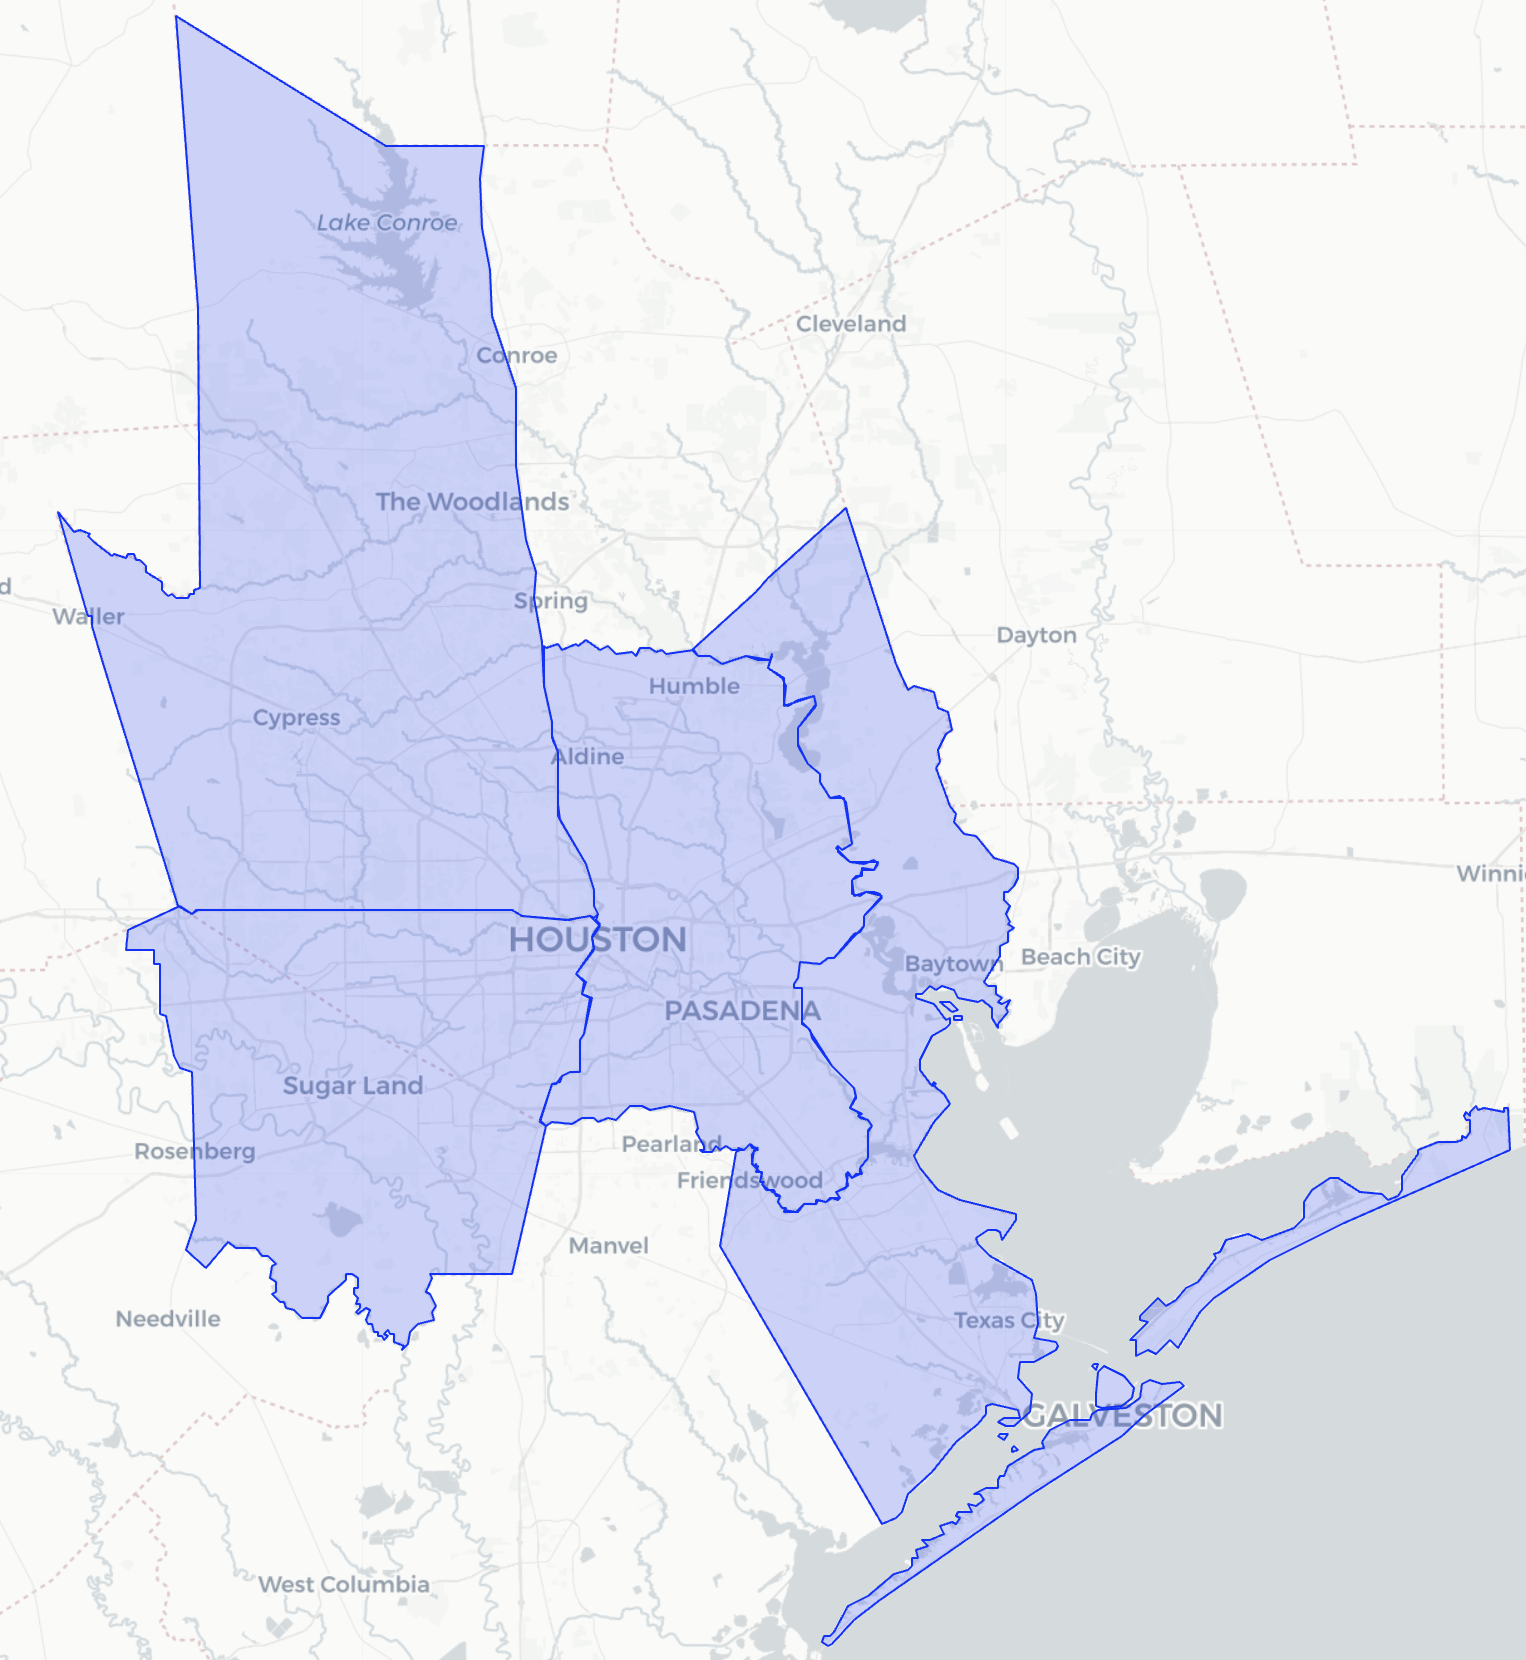 Lake Conroe
Cleveland
Conroe
The Woodlands
d
Spring
Waller
Dayton
Humble
Cypress
Aldine
Winni
HOUSTON
Beach City
Baytown
PASADENA
Sugar Land
Pearland
Rosenberg
Friendswood
Manvel
Needville
Texas City
GALVESTON
West Columbia